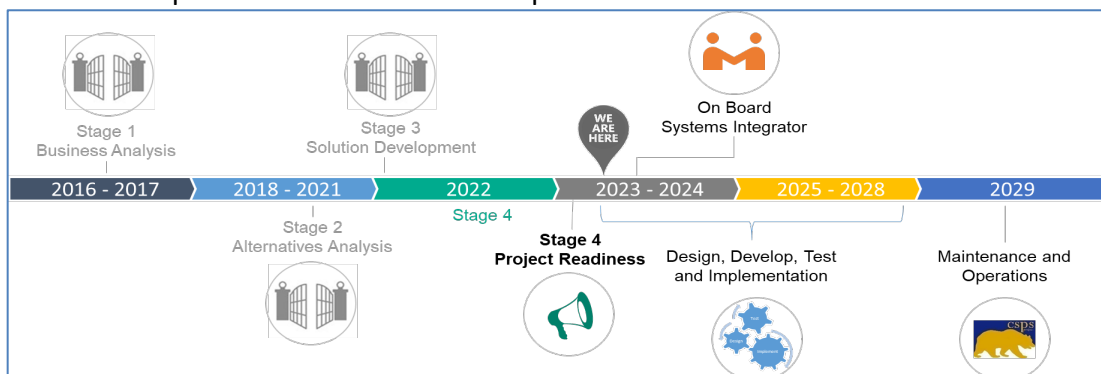 WE
ARE
HERE
On Board
Systems Integrator
Stage 1
Business Analysis
Stage 3
Solution Development
2016 - 2017
2018 - 2021
2022
2023 - 2024
2025 - 2028
2029
Stage 2
Alternatives Analysis
Stage 4
Stage 4
Project Readiness
Design, Develop, Test
and Implementation
Maintenance and
Operations
Test
Design
Implement
csps